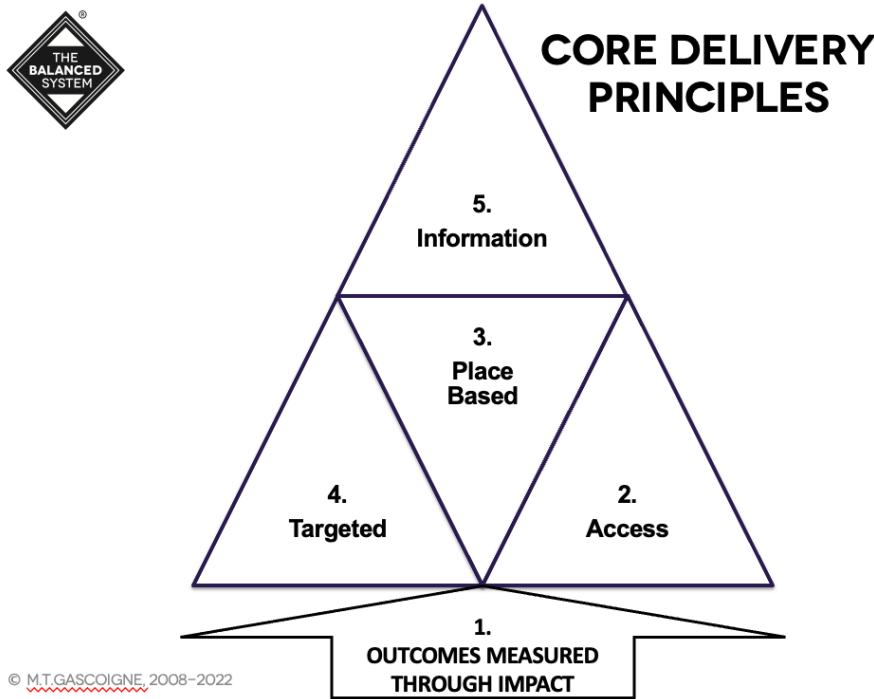 ®
THE
BALANCED
SYSTEM
CORE DELIVERY
PRINCIPLES
5.
Information
3.
Place
Based
4.
Targeted
2.
Access
1.
OUTCOMES MEASURED
THROUGH IMPACT
© M.T.GASCOIGNE, 2008-2022